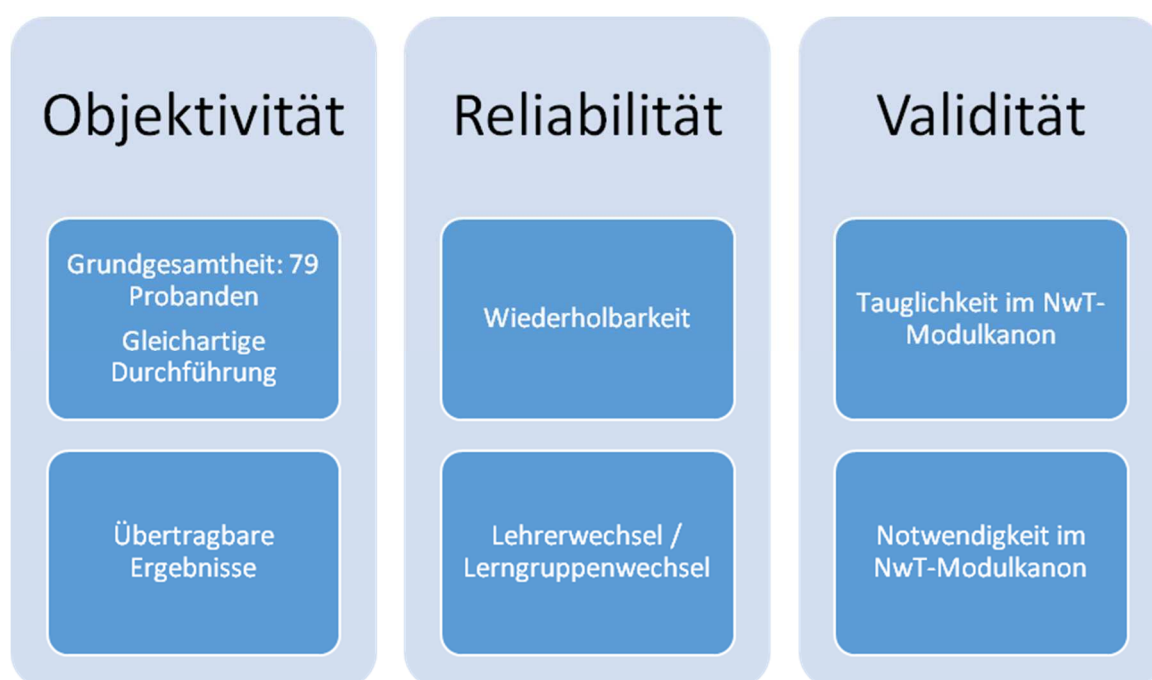 Objektivität
Grundgesamtheit: 79
Probanden
Gleichartige
Durchführung
Übertragbare
Ergebnisse
Reliabilität
Wiederholbarkeit
Lehrerwechsel /
Lerngruppenwechsel
Validität
Tauglichkeit im NwT-
Modulkanon
Notwendigkeit im
NwT-Modulkanon